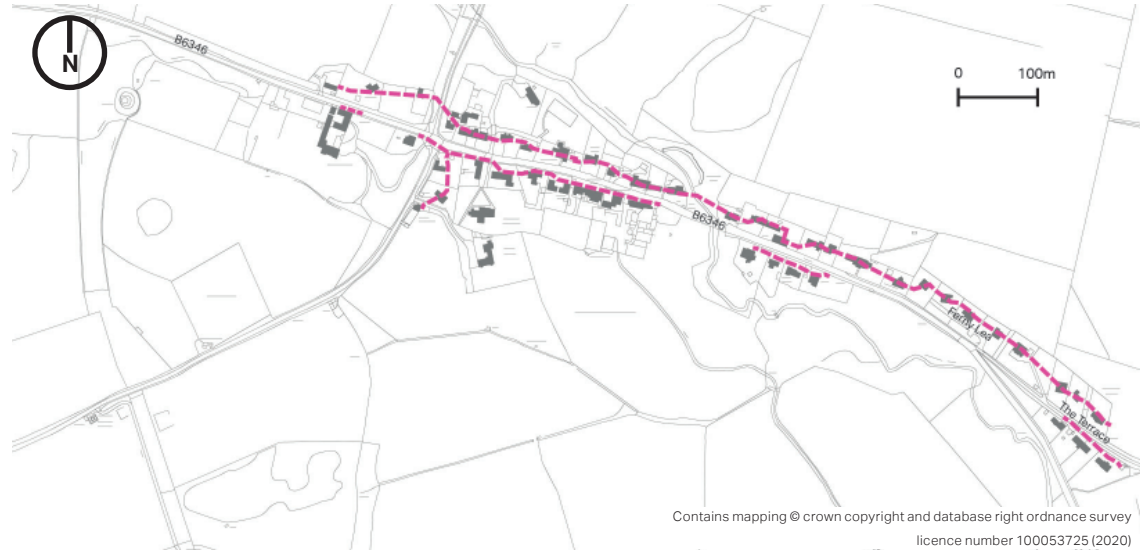 B6346
N
0 100m
B6346
Ferny Lea
The Terrace
Contains mapping © crown copyright and database right ordnance survey
licence number 100053725 (2020)